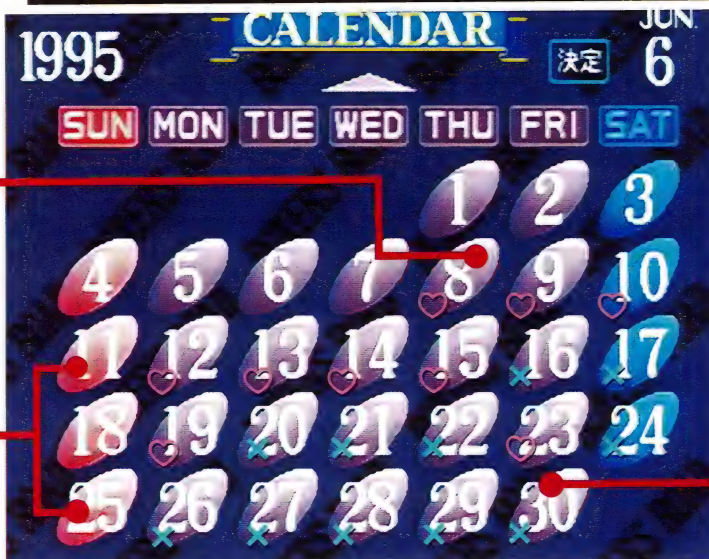 CALENDAR
1995 決定 JUN.
6
SUN MON TUE WED THU FRI SAT
1 2 3
4 5 6 7 8 9 10
11 12 13 14 15 16 17
18 19 20 21 22 23 24
25 26 27 28 29 30